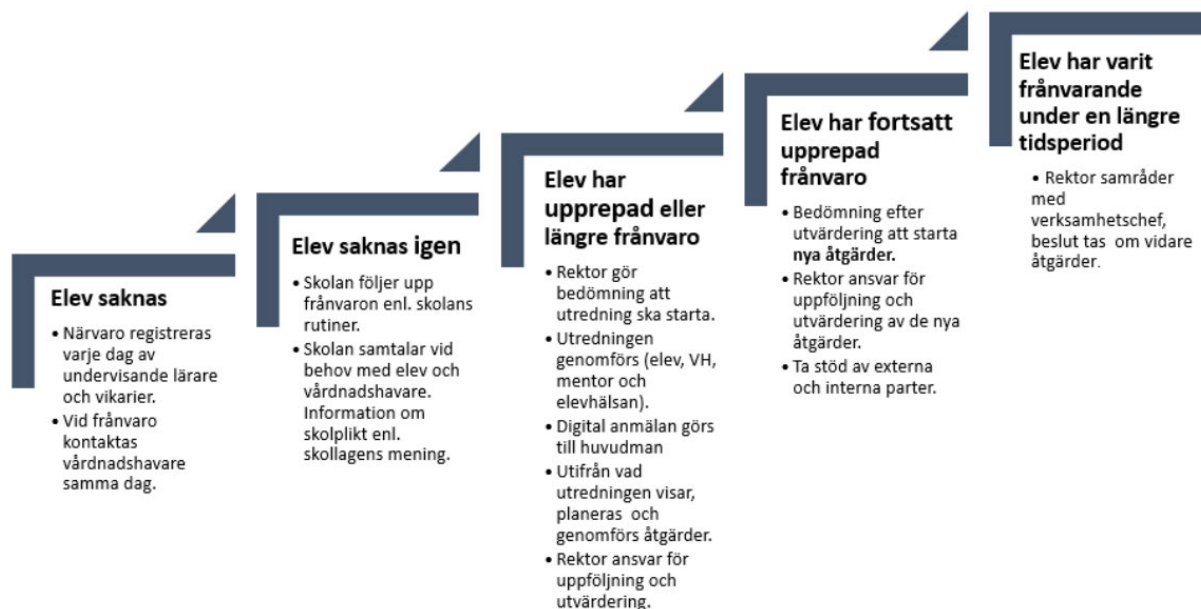 Elev saknas
• Närvaro registreras
varje dag av
undervisande lärare
och vikarier.
• Vid frånvaro
kontaktas
vårdnadshavare
samma dag.
Elev saknas igen
• Skolan följer upp
frånvaron enl. skolans
rutiner.
• Skolan samtalar vid
behov med elev och
vårdnadshavare.
Information om
skolplikt enl.
skollagens mening.
Elev har
upprepad eller
längre frånvaro
• Rektor gör
bedömning att
utredning ska starta.
• Utredningen
genomförs (elev, VH,
mentor och
elevhälsan).
• Digital anmälan görs
till huvudman
• Utifrån vad
utredningen visar,
planeras och
genomförs åtgärder.
• Rektor ansvar för
uppföljning och
utvärdering.
Elev har fortsatt
upprepad
frånvaro
• Bedömning efter
utvärdering att starta
nya åtgärder.
• Rektor ansvar för
uppföljning och
utvärdering av de nya
åtgärder.
• Ta stöd av externa
och interna parter.
Elev har varit
frånvarande
under en längre
tidsperiod
• Rektor samråder
med
verksamhetschef,
beslut tas om vidare
åtgärder.